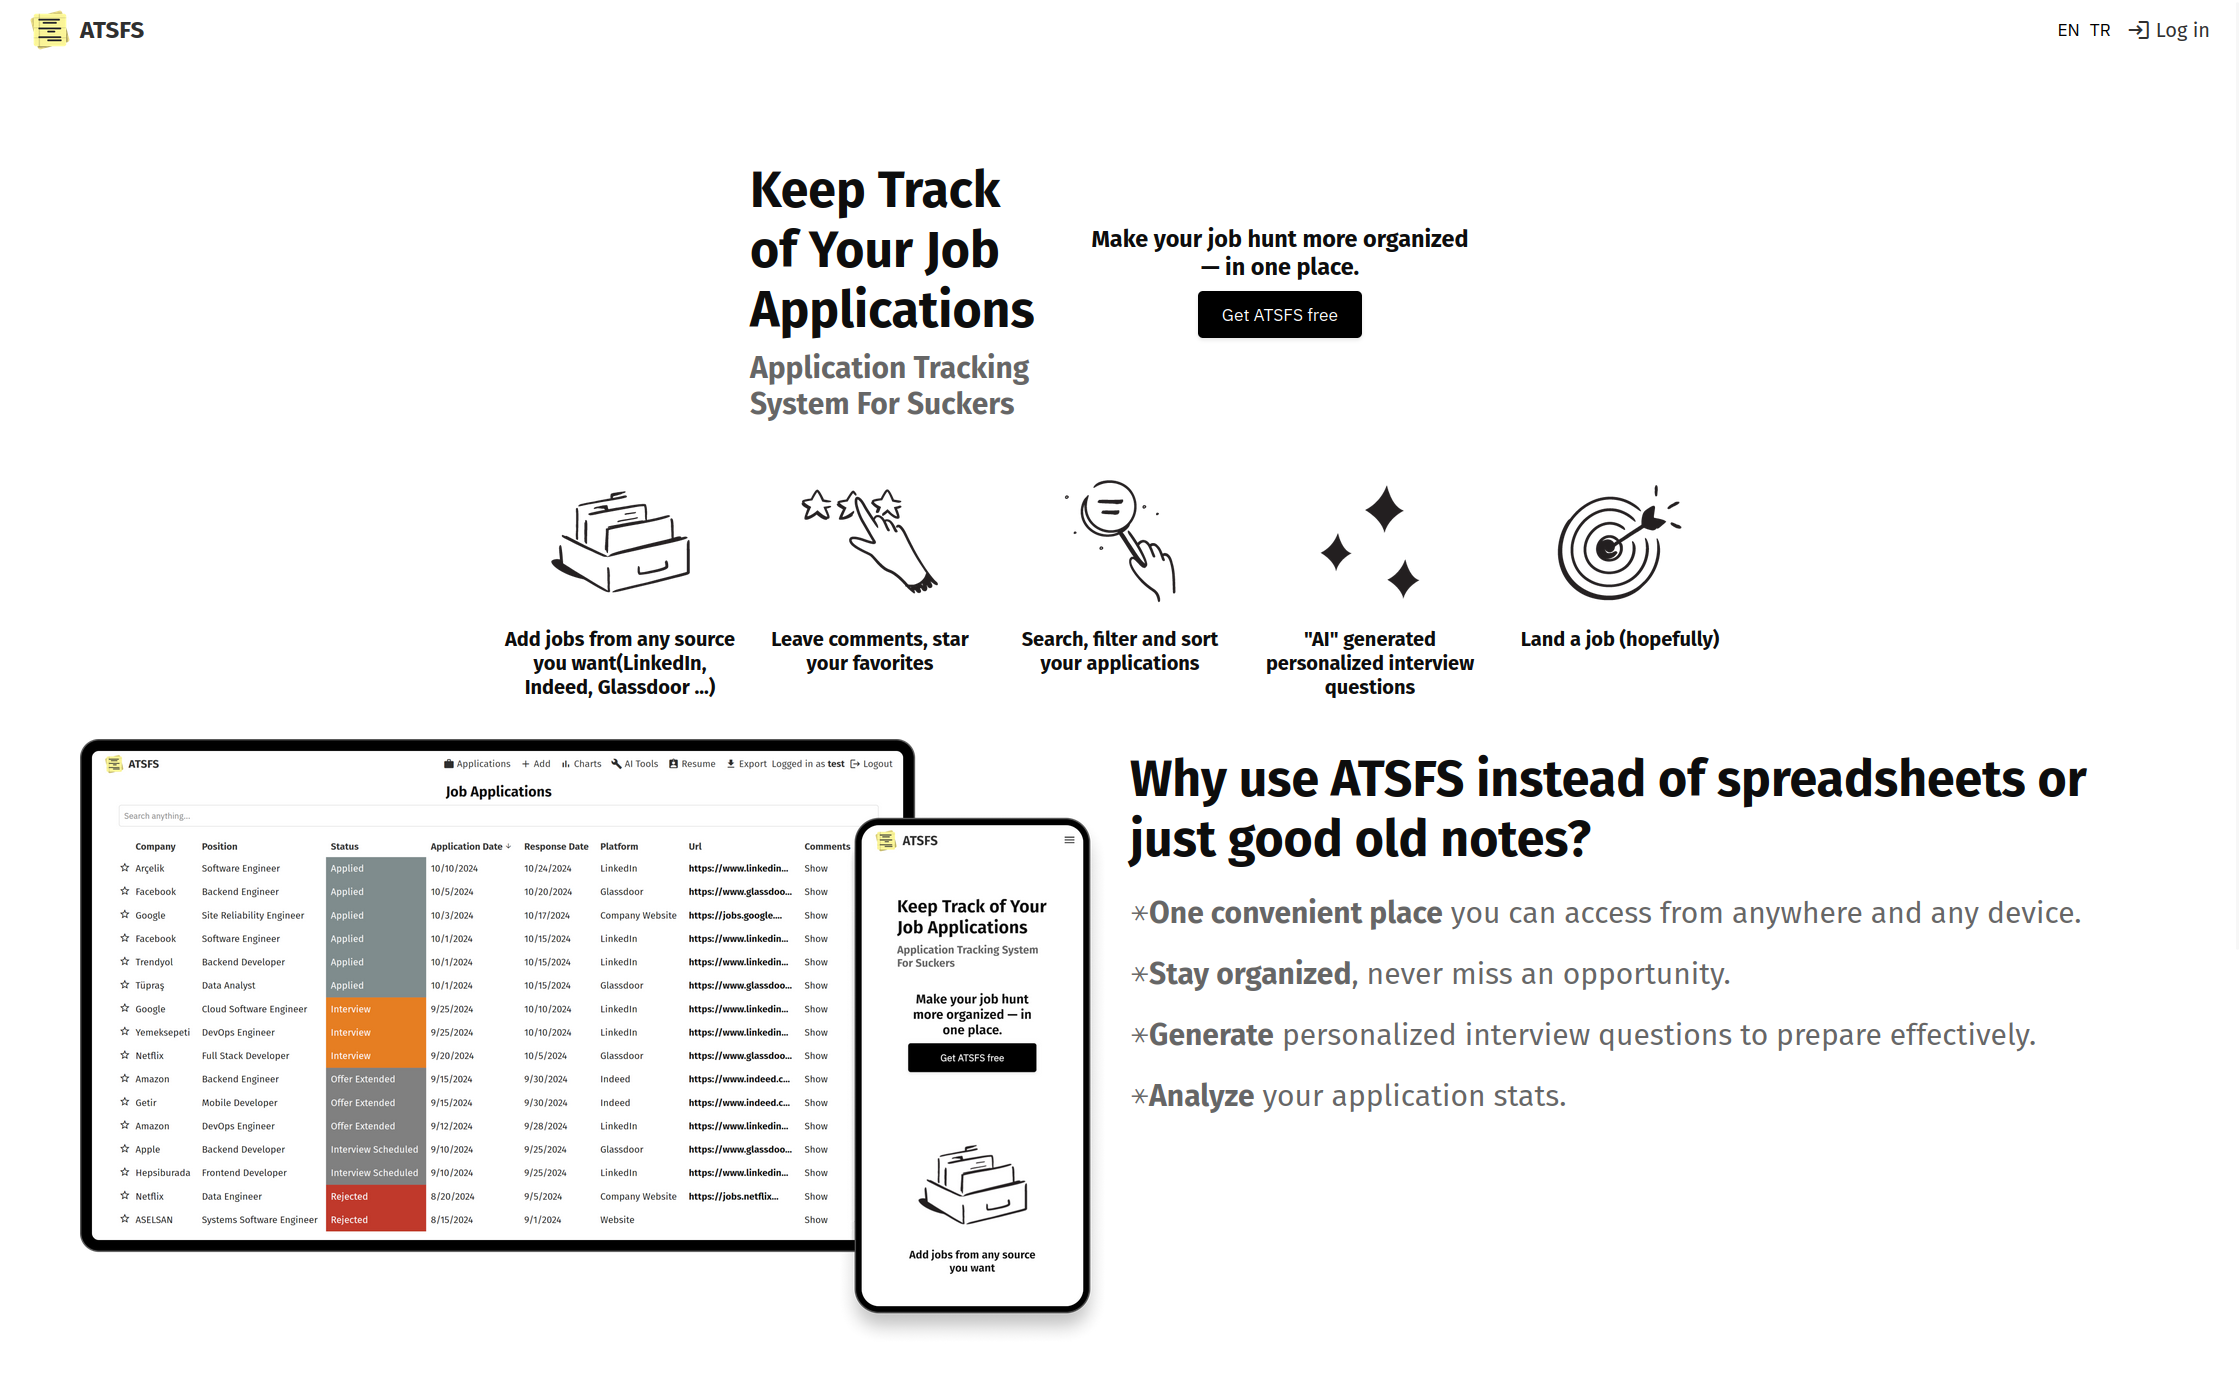 ATSFS
EN TR Log in
Keep Track
of Your Job
Applications
Application Tracking
System For Suckers
Make your job hunt more organized
— in one place.
Get ATSFS free
Add jobs from any source
you want(LinkedIn,
Indeed, Glassdoor ...)
Leave comments, star
your favorites
Search, filter and sort
your applications
"AI" generated
personalized interview
questions
Land a job (hopefully)
ATSFS
Applications Add Charts AI Tools Resume Export Logged in as test Logout
Job Applications
Search anything...
Company Position Status Application Date ↓ Response Date Platform Url Comments
Arçelik Software Engineer Applied 10/10/2024 10/24/2024 LinkedIn https://www.linkedin... Show
Facebook Backend Engineer Applied 10/5/2024 10/20/2024 Glassdoor https://www.glassdoo... Show
Google Site Reliability Engineer Applied 10/3/2024 10/17/2024 Company Website https://jobs.google.... Show
Facebook Software Engineer Applied 10/1/2024 10/15/2024 LinkedIn https://www.linkedin... Show
Trendyol Backend Developer Applied 10/1/2024 10/15/2024 LinkedIn https://www.linkedin... Show
Tüpraş Data Analyst Applied 10/1/2024 10/15/2024 Glassdoor https://www.glassdoo... Show
Google Cloud Software Engineer Interview 9/25/2024 10/10/2024 LinkedIn https://www.linkedin... Show
Yemeksepeti DevOps Engineer Interview 9/25/2024 10/10/2024 LinkedIn https://www.linkedin... Show
Netflix Full Stack Developer Interview 9/20/2024 10/5/2024 Glassdoor https://www.glassdoo... Show
Amazon Backend Engineer Offer Extended 9/15/2024 9/30/2024 Indeed https://www.indeed.c... Show
Getir Mobile Developer Offer Extended 9/15/2024 9/30/2024 Indeed https://www.indeed.c... Show
Amazon DevOps Engineer Offer Extended 9/12/2024 9/28/2024 LinkedIn https://www.linkedin... Show
Apple Backend Developer Interview Scheduled 9/10/2024 9/25/2024 Glassdoor https://www.glassdoo... Show
Hepsiburada Frontend Developer Interview Scheduled 9/10/2024 9/25/2024 LinkedIn https://www.linkedin... Show
Netflix Data Engineer Rejected 8/20/2024 9/5/2024 Company Website https://jobs.netflix... Show
ASELSAN Systems Software Engineer Rejected 8/15/2024 9/1/2024 Website Show
ATSFS
Keep Track of Your
Job Applications
Application Tracking System
For Suckers
Make your job hunt
more organized — in
one place.
Get ATSFS free
Add jobs from any source
you want
Why use ATSFS instead of spreadsheets or
just good old notes?
One convenient place you can access from anywhere and any device.
Stay organized, never miss an opportunity.
Generate personalized interview questions to prepare effectively.
Analyze your application stats.